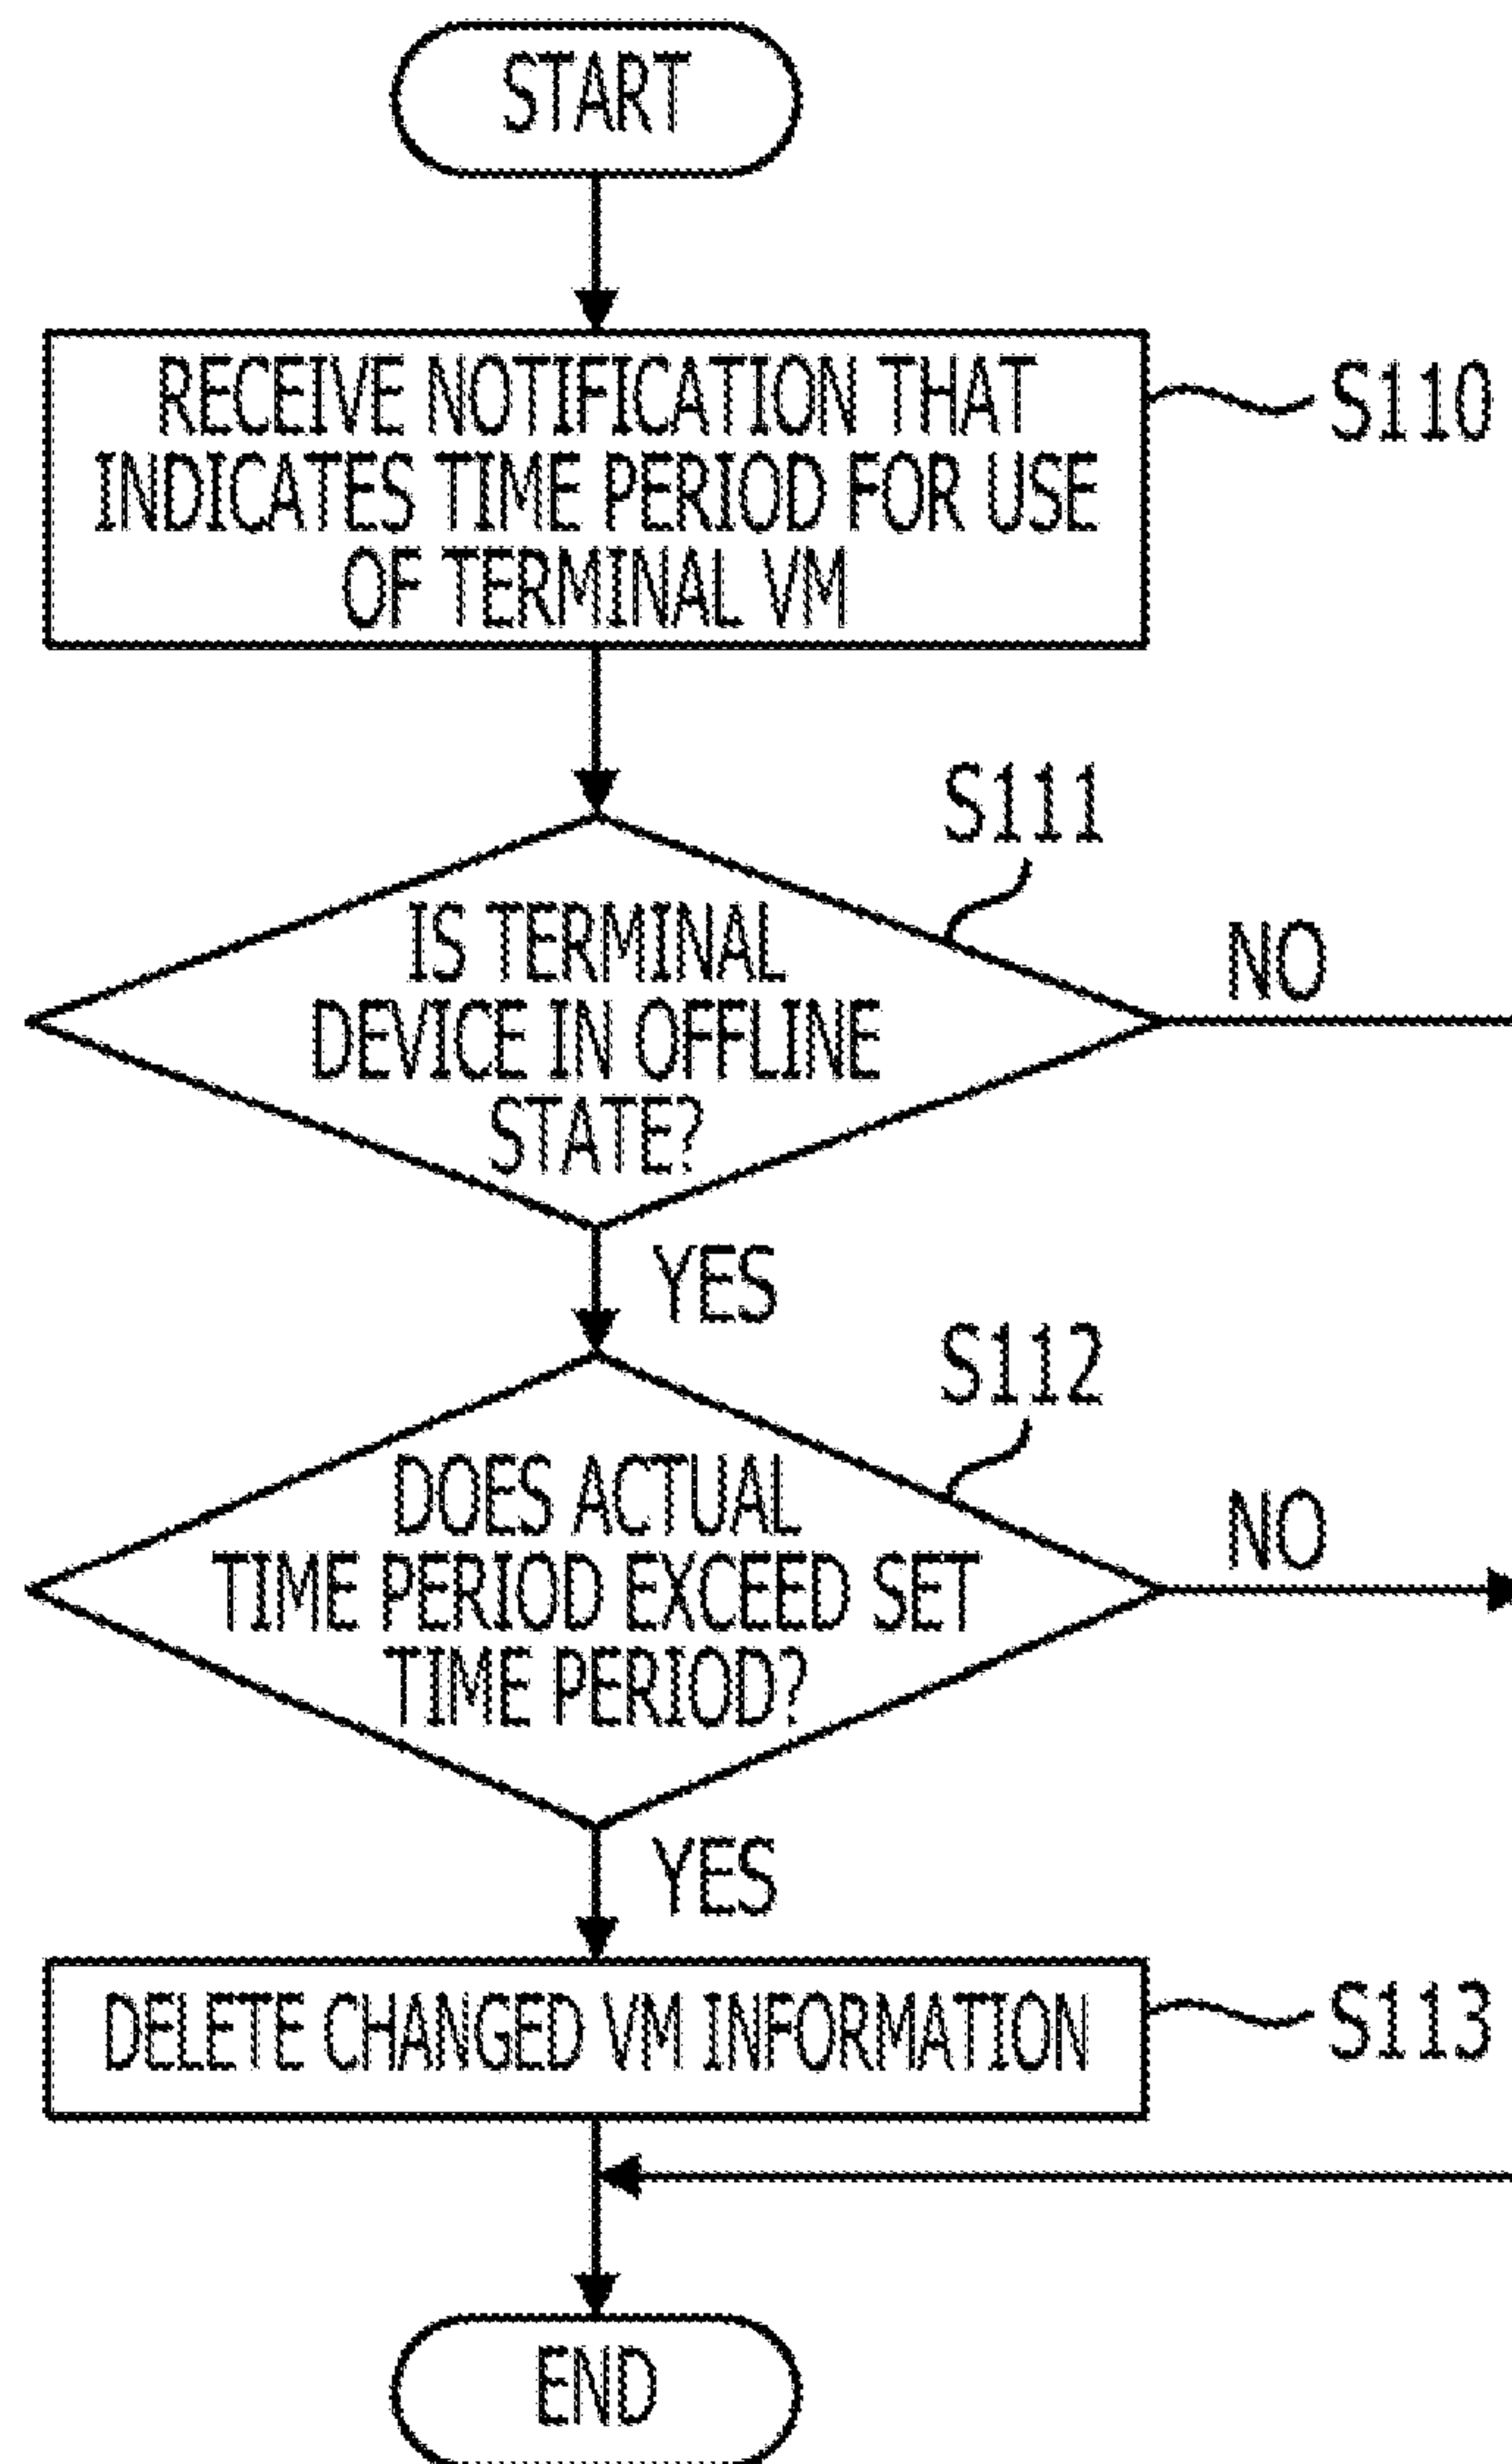 START
RECEIVE NOTIFICATION THAT
INDICATES TIME PERIOD FOR USE
OF TERMINAL VM
S110
S111
IS TERMINAL
DEVICE IN OFFLINE
STATE?
NO
YES
S112
DOES ACTUAL
TIME PERIOD EXCEED SET
TIME PERIOD?
NO
YES
DELETE CHANGED VM INFORMATION
S113
END